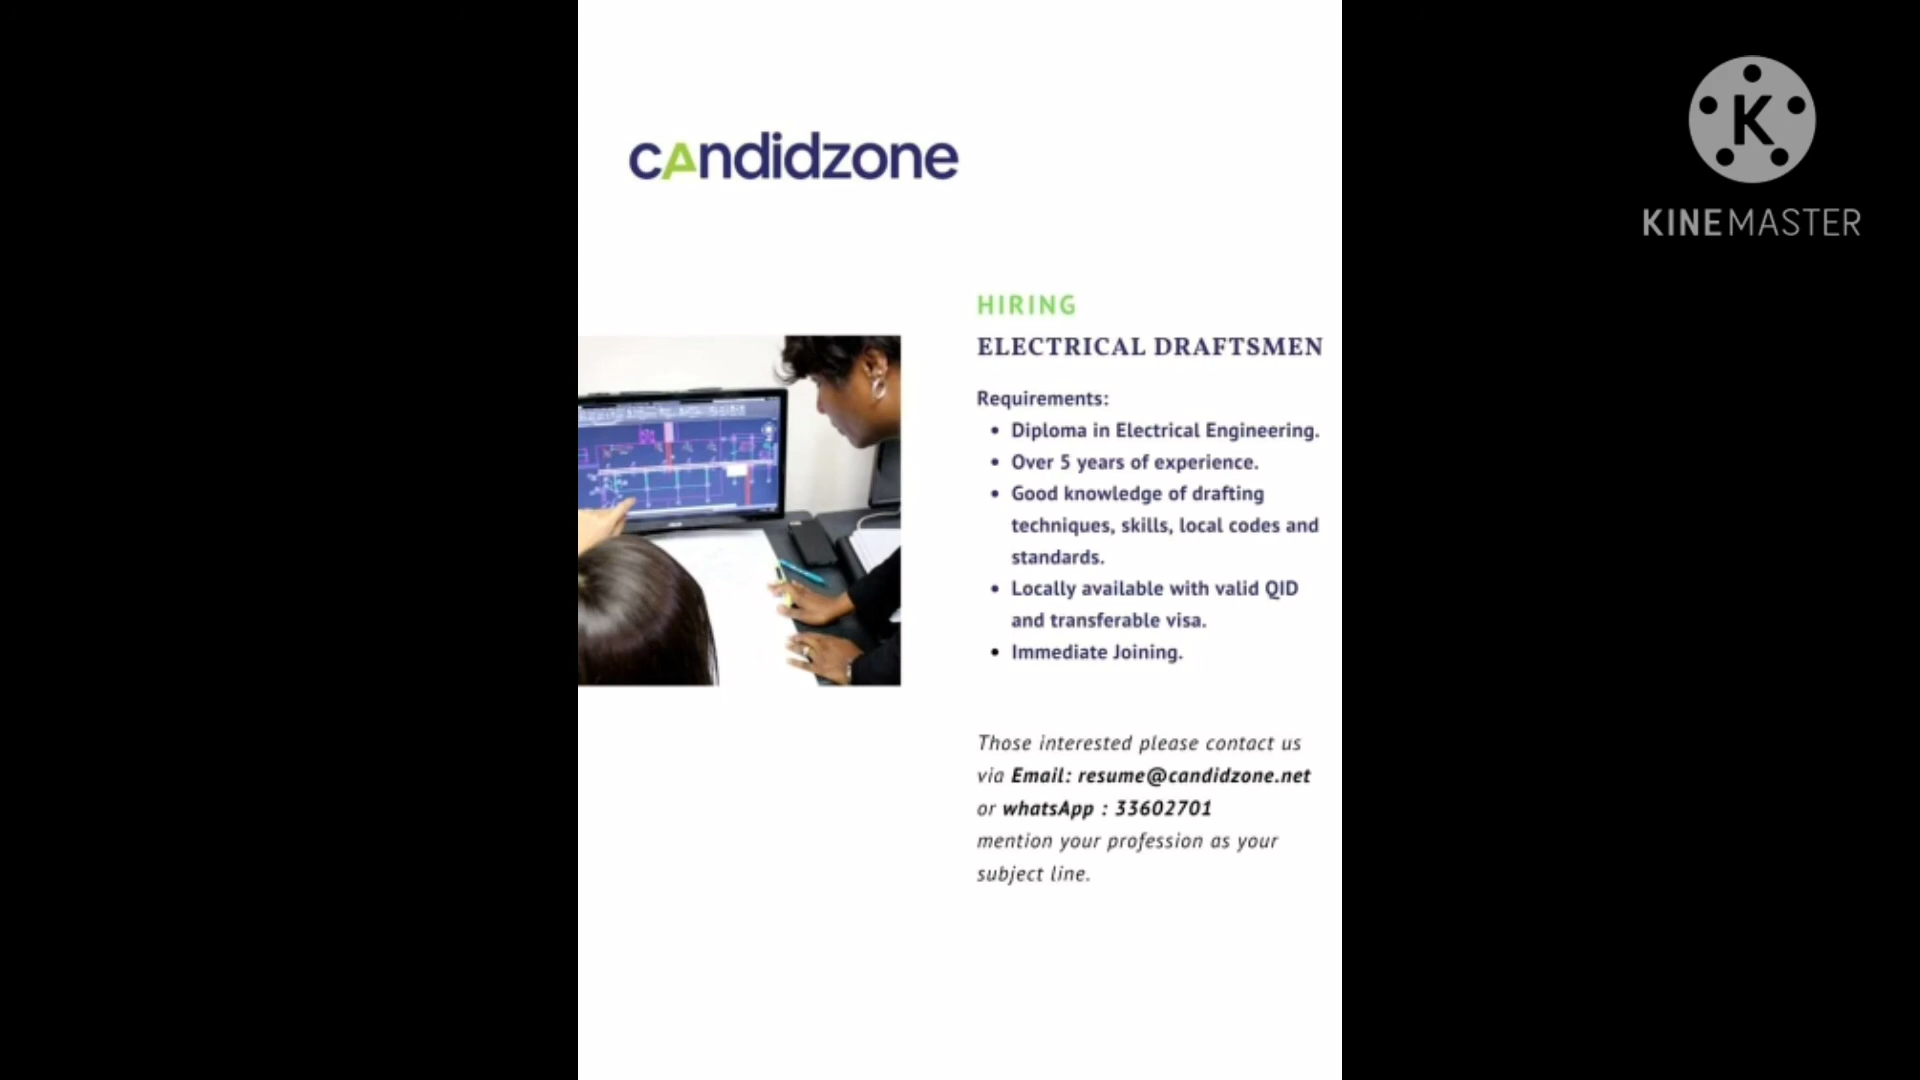 candidzone
K
KINEMASTER
HIRING
ELECTRICAL DRAFTSMEN
Requirements:
• Diploma in Electrical Engineering.
• Over 5 years of experience.
• Good knowledge of drafting
techniques, skills, local codes and
standards.
• Locally available with valid QID
and transferable visa.
• Immediate Joining.
Those interested please contact us
via Email: resume@candidzone.net
or whatsApp : 33602701
mention your profession as your
subject line.